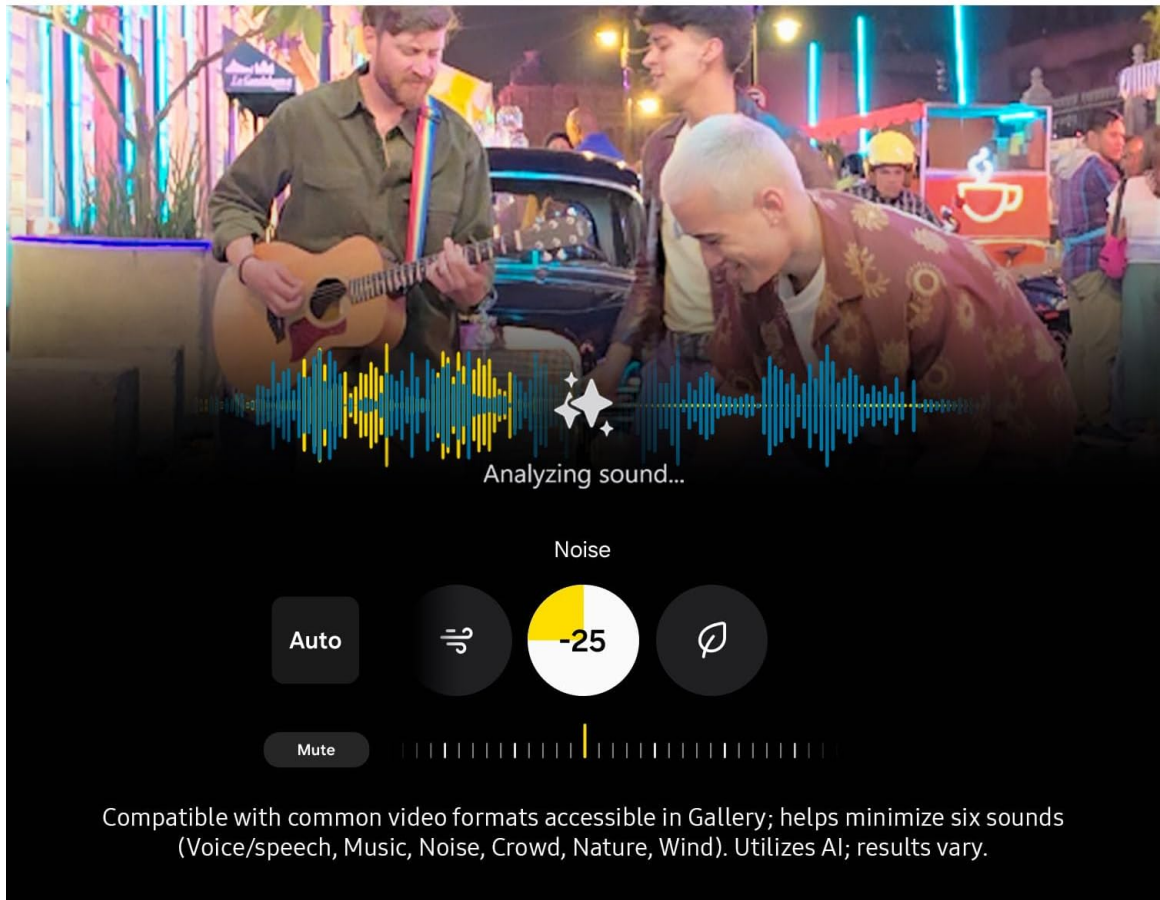 Analyzing sound...
Noise
Auto
-25
Mute
Compatible with common video formats accessible in Gallery; helps minimize six sounds
(Voice/speech, Music, Noise, Crowd, Nature, Wind). Utilizes AI; results vary.